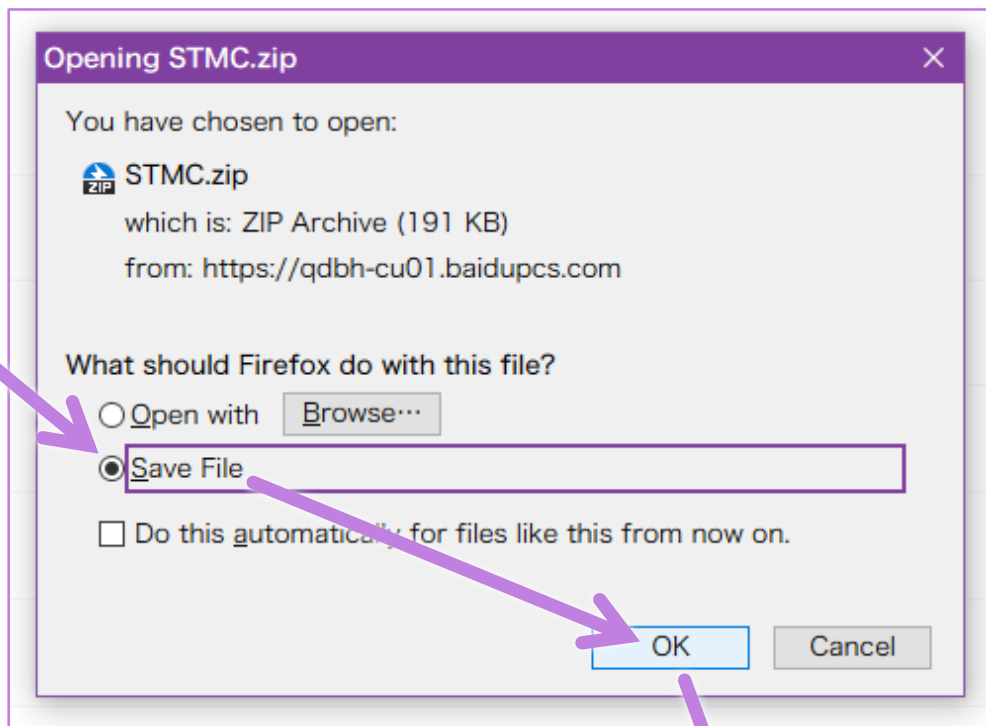 Opening STMC.zip
You have chosen to open:
ZIP
STMC.zip
which is: ZIP Archive (191 KB)
from: https://qdbh-cu01.baidupcs.com
What should Firefox do with this file?
Open with Browse…
Save File
Do this automatically for files like this from now on.
OK Cancel